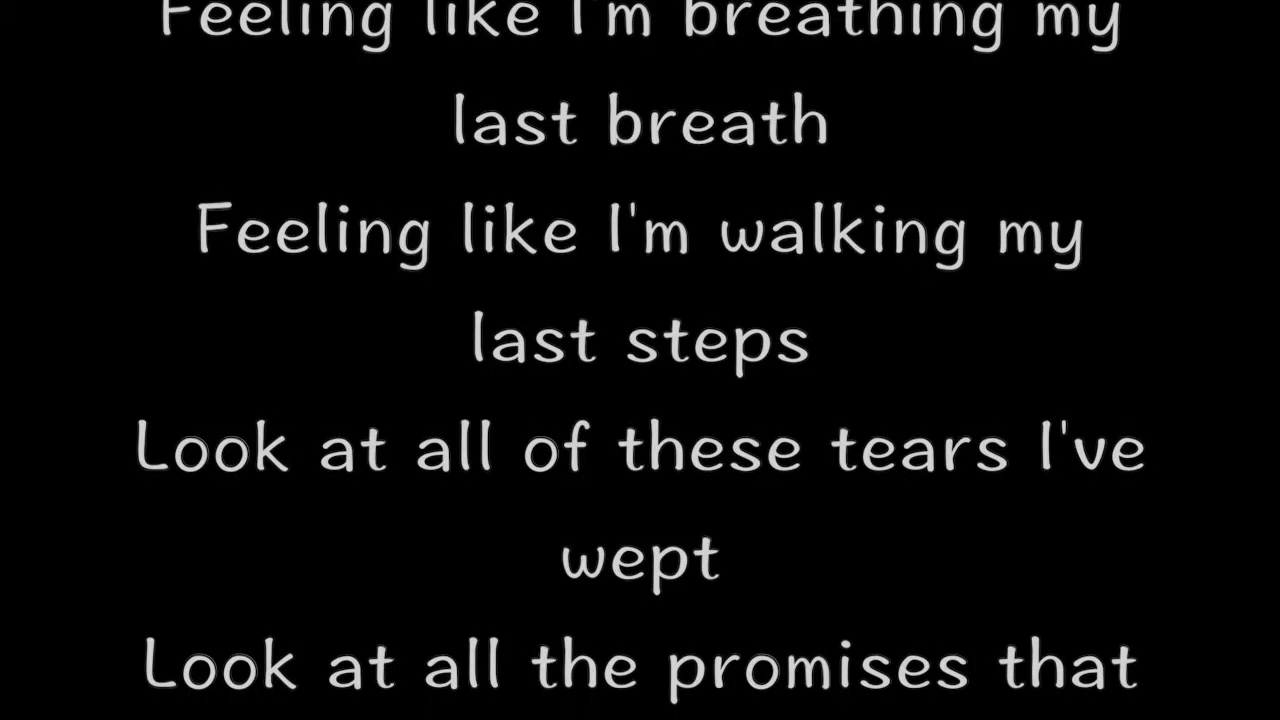 Feeling like I'm breathing my
last breath
Feeling like I'm walking my
last steps
Look at all of these tears I've
wept
Look at all the promises that